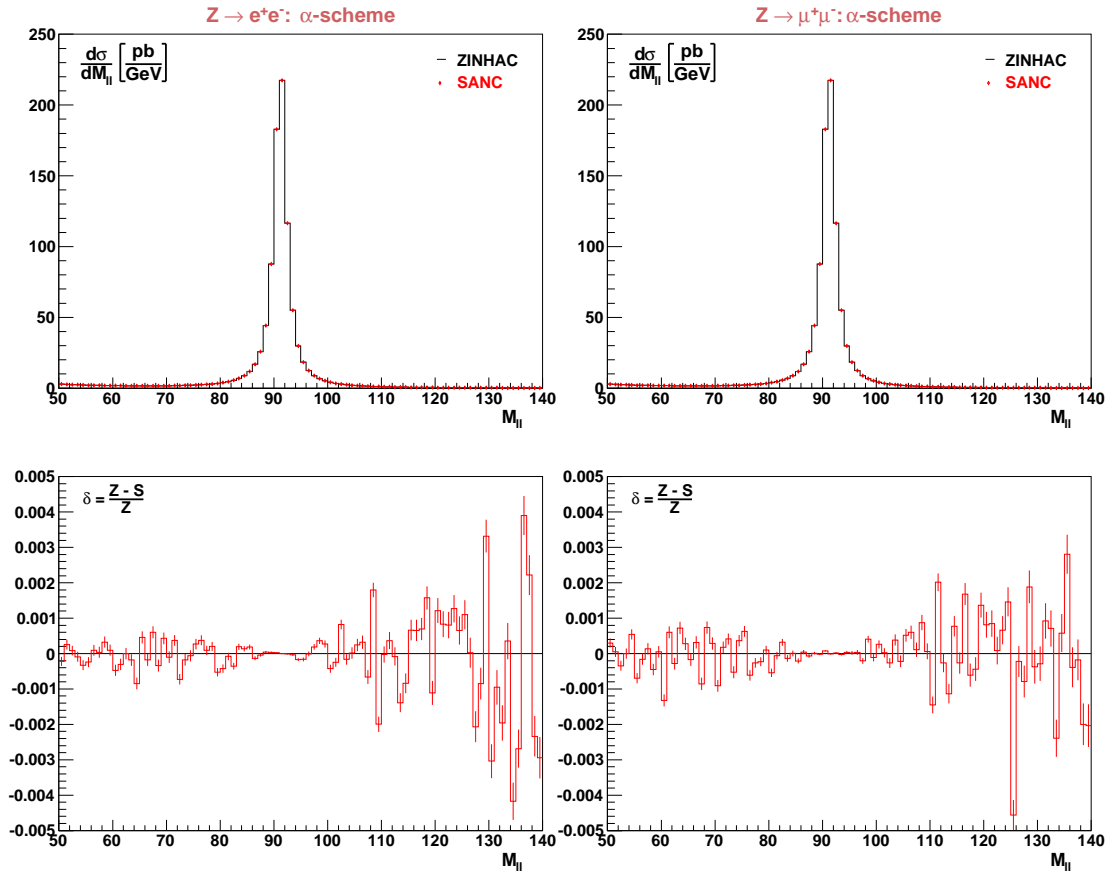 Z → e⁺e⁻: α-scheme
Z → μ⁺μ⁻: α-scheme
dσ/dM_ll [pb/GeV]
ZINHAC
SANC
250
200
150
100
50
0
50 60 70 80 90 100 110 120 130 140
M_ll
dσ/dM_ll [pb/GeV]
ZINHAC
SANC
250
200
150
100
50
0
50 60 70 80 90 100 110 120 130 140
M_ll
δ = Z - S/Z
0.005
0.004
0.003
0.002
0.001
0
-0.001
-0.002
-0.003
-0.004
-0.005
50 60 70 80 90 100 110 120 130 140
M_ll
δ = Z - S/Z
0.005
0.004
0.003
0.002
0.001
0
-0.001
-0.002
-0.003
-0.004
-0.005
50 60 70 80 90 100 110 120 130 140
M_ll